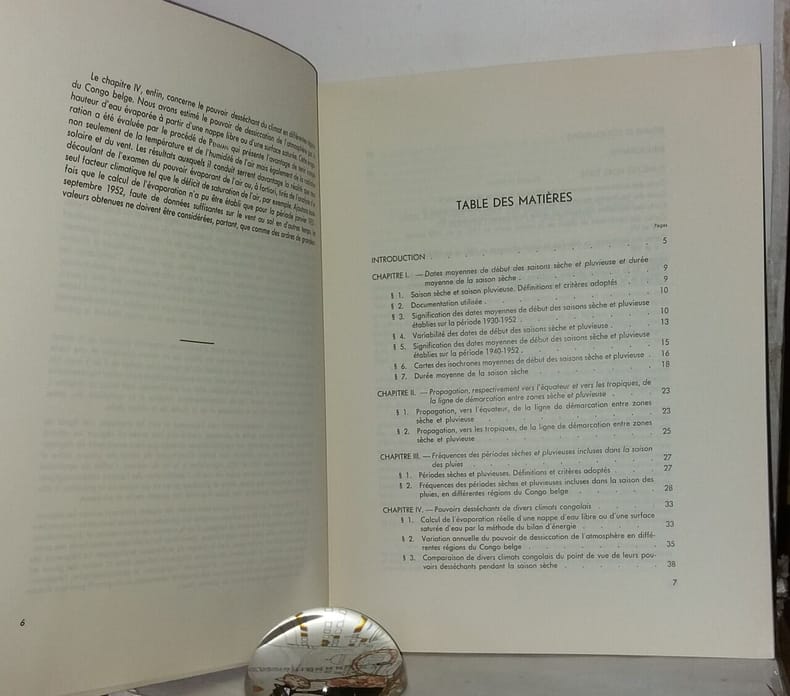 Le chapitre IV, enfin, concerne le pouvoir desséchant du climat en différentes régions
du Congo belge. Nous avons estimé le pouvoir de dessiccation de l'atmosphère par la
hauteur d'eau évaporée à partir d'une nappe libre ou d'une surface saturée. Cette évapo-
ration a été évaluée par le procédé de PENMAN qui présente l'avantage de tenir compte
non seulement de la température et de l'humidité de l'air mais également de la radiation
solaire et du vent. Les résultats auxquels il conduit serrent davantage la réalité que ceux
découlant de l'examen du pouvoir évaporant de l'air ou, à fortiori, tirés de l'analyse d'un
seul facteur climatique tel que le déficit de saturation de l'air, par exemple. Ajoutons
fois que le calcul de l'évaporation n'a pu être établi que pour la période janvier 1951-
septembre 1952, faute de données suffisantes sur le vent au sol en d'autres temps; les
valeurs obtenues ne doivent être considérées, partant, que comme des ordres de grandeur.
6
TABLE DES MATIÈRES
Pages
INTRODUCTION . . . . . . . . 5
CHAPITRE I. — Dates moyennes de début des saisons sèche et pluvieuse et durée
moyenne de la saison sèche . . . . . . 9
§ 1. Saison sèche et saison pluvieuse. Définitions et critères adoptés 9
§ 2. Documentation utilisée . . . . . . . 10
§ 3. Signification des dates moyennes de début des saisons sèche et pluvieuse
établies sur la période 1930-1952 . . . . . . 10
§ 4. Variabilité des dates de début des saisons sèche et pluvieuse . 13
§ 5. Signification des dates moyennes de début des saisons sèche et pluvieuse
établies sur la période 1940-1952 . . . . . . 15
§ 6. Cartes des isochrones moyennes de début des saisons sèche et pluvieuse . 16
§ 7. Durée moyenne de la saison sèche . . . . . 18
CHAPITRE II. — Propagation, respectivement vers l'équateur et vers les tropiques, de
la ligne de démarcation entre zones sèche et pluvieuse . . 23
§ 1. Propagation, vers l'équateur, de la ligne de démarcation entre zones
sèche et pluvieuse . . . . . . 23
§ 2. Propagation, vers les tropiques, de la ligne de démarcation entre zones
sèche et pluvieuse . . . . . . 25
CHAPITRE III. — Fréquences des périodes sèches et pluvieuses incluses dans la saison
des pluies . . . . . . 27
§ 1. Périodes sèches et pluvieuses. Définitions et critères adoptés . 27
§ 2. Fréquences des périodes sèches et pluvieuses incluses dans la saison des
pluies, en différentes régions du Congo belge . . . . 28
CHAPITRE IV. — Pouvoirs desséchants de divers climats congolais . . . 33
§ 1. Calcul de l'évaporation réelle d'une nappe d'eau libre ou d'une surface
saturée d'eau par la méthode du bilan d'énergie . . . . 33
§ 2. Variation annuelle du pouvoir de dessiccation de l'atmosphère en diffé-
rentes régions du Congo belge . . . . . . 35
§ 3. Comparaison de divers climats congolais du point de vue de leurs pou-
voirs desséchants pendant la saison sèche . . . . . 38
7